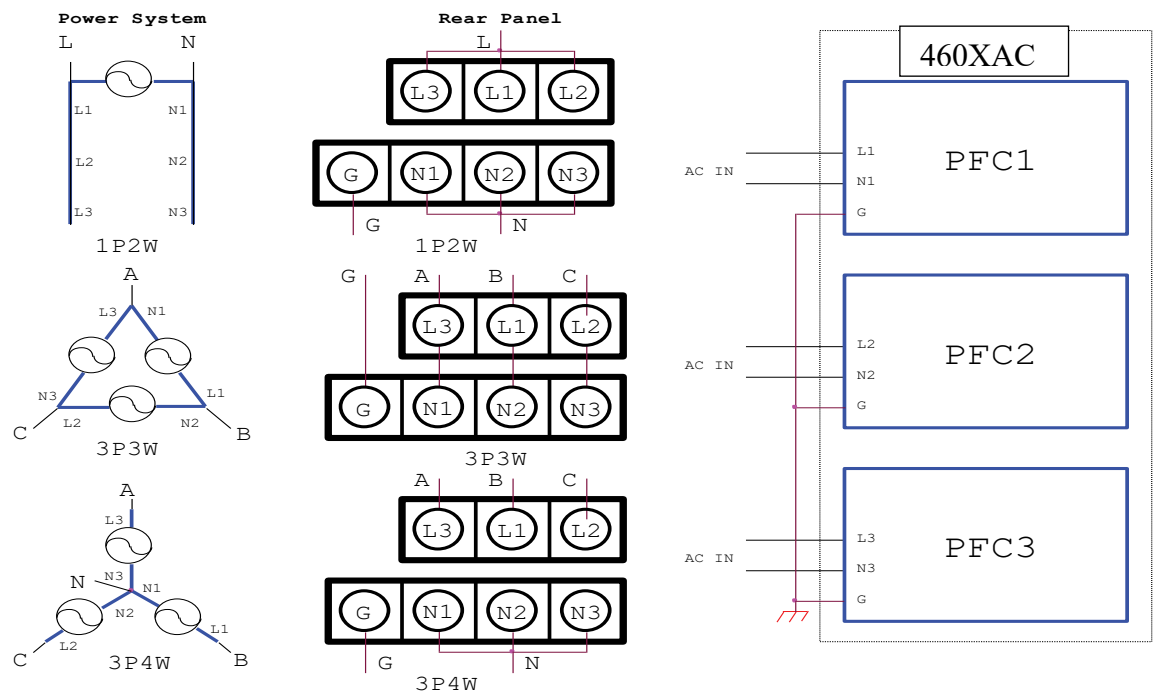 Power System
L N
L1 N1
L2 N2
L3 N3
1P2W
A
L3 N1
N3 L1
L2 N2
C B
3P3W
A
L3
N N3 N1
N2
L2 L1
C B
3P4W
Rear Panel
L
L3 L1 L2
G N1 N2 N3
G N
1P2W
G A B C
L3 L1 L2
G N1 N2 N3
3P3W
A B C
L3 L1 L2
G N1 N2 N3
G N
3P4W
460XAC
L1
PFC1
AC IN
N1
G
L2
PFC2
AC IN
N2
G
L3
PFC3
AC IN
N3
G